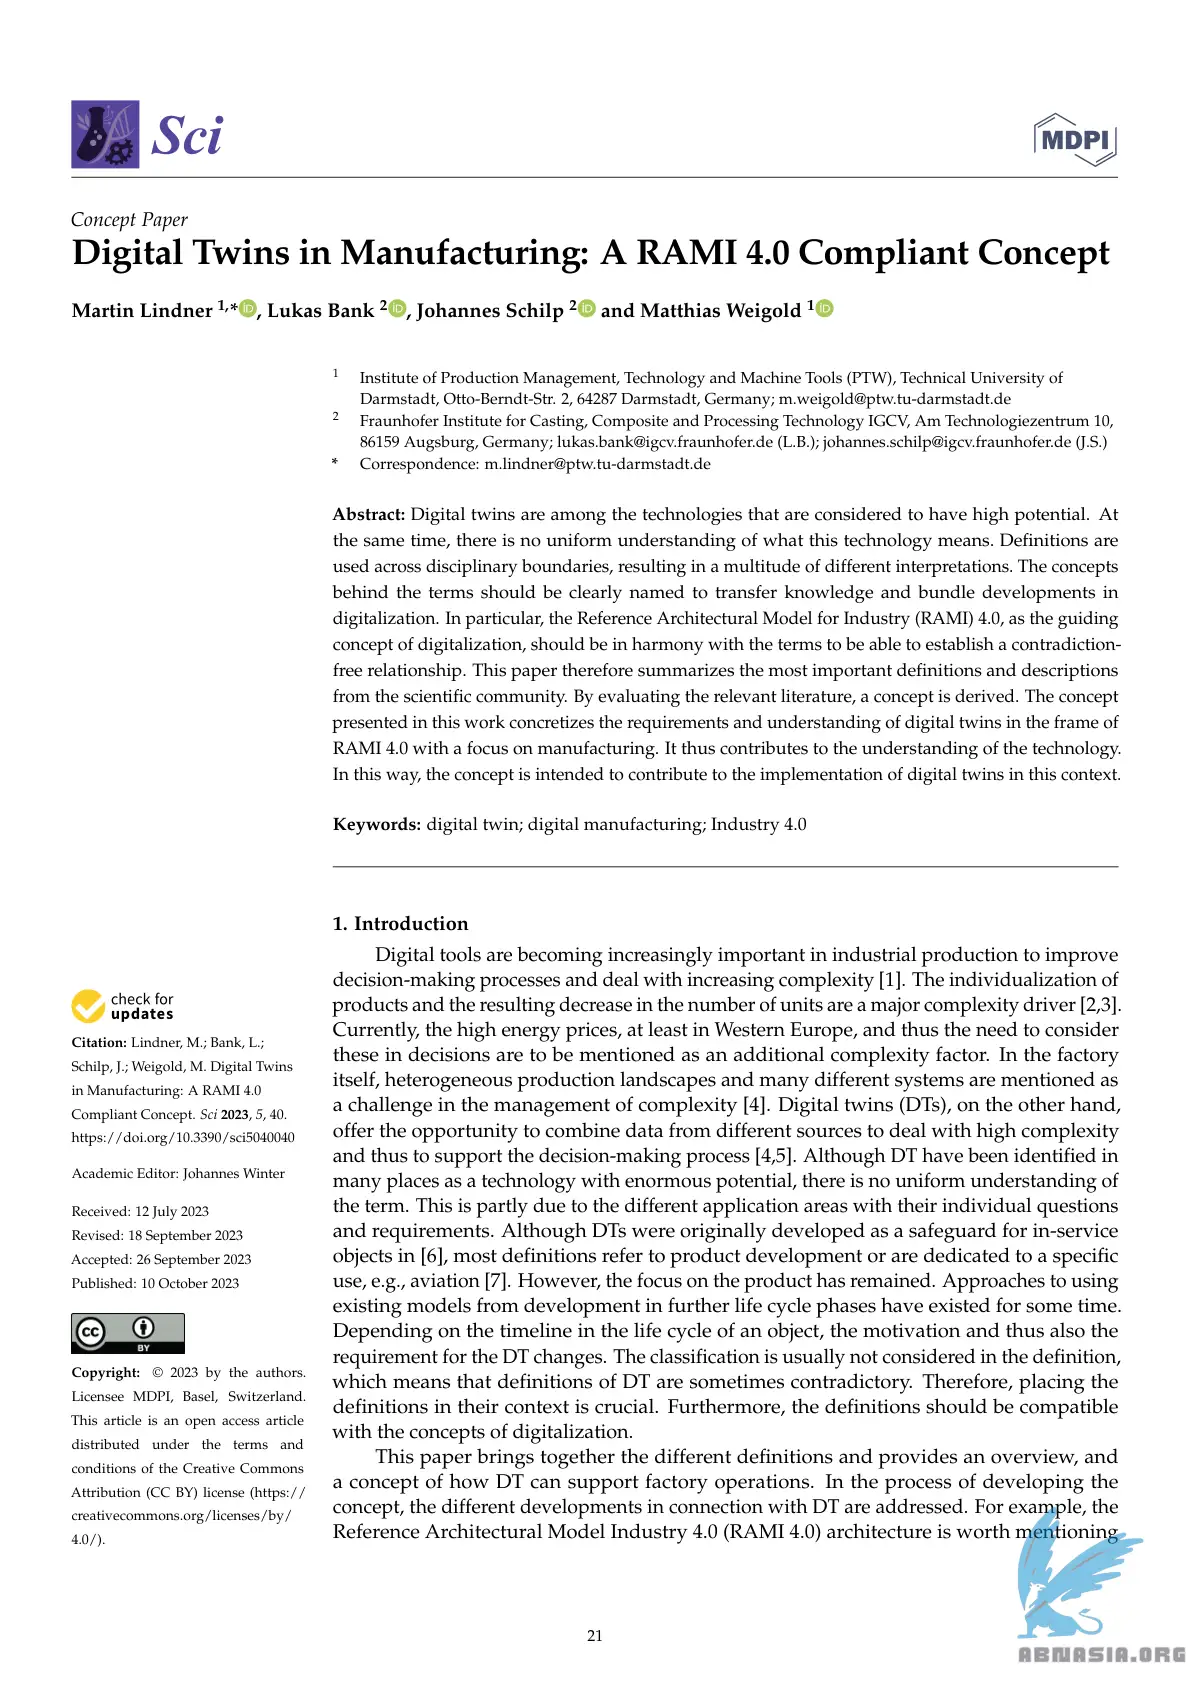 Sci
MDPI
Concept Paper
Digital Twins in Manufacturing: A RAMI 4.0 Compliant Concept
Martin Lindner 1,* iD, Lukas Bank 2 iD, Johannes Schilp 2 iD and Matthias Weigold 1 iD
1 Institute of Production Management, Technology and Machine Tools (PTW), Technical University of
Darmstadt, Otto-Berndt-Str. 2, 64287 Darmstadt, Germany; m.weigold@ptw.tu-darmstadt.de
2 Fraunhofer Institute for Casting, Composite and Processing Technology IGCV, Am Technologiezentrum 10,
86159 Augsburg, Germany; lukas.bank@igcv.fraunhofer.de (L.B.); johannes.schilp@igcv.fraunhofer.de (J.S.)
* Correspondence: m.lindner@ptw.tu-darmstadt.de
Abstract: Digital twins are among the technologies that are considered to have high potential. At
the same time, there is no uniform understanding of what this technology means. Definitions are
used across disciplinary boundaries, resulting in a multitude of different interpretations. The concepts
behind the terms should be clearly named to transfer knowledge and bundle developments in
digitalization. In particular, the Reference Architectural Model for Industry (RAMI) 4.0, as the guiding
concept of digitalization, should be in harmony with the terms to be able to establish a contradiction-
free relationship. This paper therefore summarizes the most important definitions and descriptions
from the scientific community. By evaluating the relevant literature, a concept is derived. The concept
presented in this work concretizes the requirements and understanding of digital twins in the frame of
RAMI 4.0 with a focus on manufacturing. It thus contributes to the understanding of the technology.
In this way, the concept is intended to contribute to the implementation of digital twins in this context.
Keywords: digital twin; digital manufacturing; Industry 4.0
1. Introduction
Digital tools are becoming increasingly important in industrial production to improve
decision-making processes and deal with increasing complexity [1]. The individualization of
products and the resulting decrease in the number of units are a major complexity driver [2,3].
Currently, the high energy prices, at least in Western Europe, and thus the need to consider
these in decisions are to be mentioned as an additional complexity factor. In the factory
itself, heterogeneous production landscapes and many different systems are mentioned as
a challenge in the management of complexity [4]. Digital twins (DTs), on the other hand,
offer the opportunity to combine data from different sources to deal with high complexity
and thus to support the decision-making process [4,5]. Although DT have been identified in
many places as a technology with enormous potential, there is no uniform understanding of
the term. This is partly due to the different application areas with their individual questions
and requirements. Although DTs were originally developed as a safeguard for in-service
objects in [6], most definitions refer to product development or are dedicated to a specific
use, e.g., aviation [7]. However, the focus on the product has remained. Approaches to using
existing models from development in further life cycle phases have existed for some time.
Depending on the timeline in the life cycle of an object, the motivation and thus also the
requirement for the DT changes. The classification is usually not considered in the definition,
which means that definitions of DT are sometimes contradictory. Therefore, placing the
definitions in their context is crucial. Furthermore, the definitions should be compatible
with the concepts of digitalization.
This paper brings together the different definitions and provides an overview, and
a concept of how DT can support factory operations. In the process of developing the
concept, the different developments in connection with DT are addressed. For example, the
Reference Architectural Model Industry 4.0 (RAMI 4.0) architecture is worth mentioning
check for
updates
Citation: Lindner, M.; Bank, L.;
Schilp, J.; Weigold, M. Digital Twins
in Manufacturing: A RAMI 4.0
Compliant Concept. Sci 2023, 5, 40.
https://doi.org/10.3390/sci5040040
Academic Editor: Johannes Winter
Received: 12 July 2023
Revised: 18 September 2023
Accepted: 26 September 2023
Published: 10 October 2023
CC BY
Copyright: © 2023 by the authors.
Licensee MDPI, Basel, Switzerland.
This article is an open access article
distributed under the terms and
conditions of the Creative Commons
Attribution (CC BY) license (https://
creativecommons.org/licenses/by/
4.0/).
21
ABNASIA.ORG